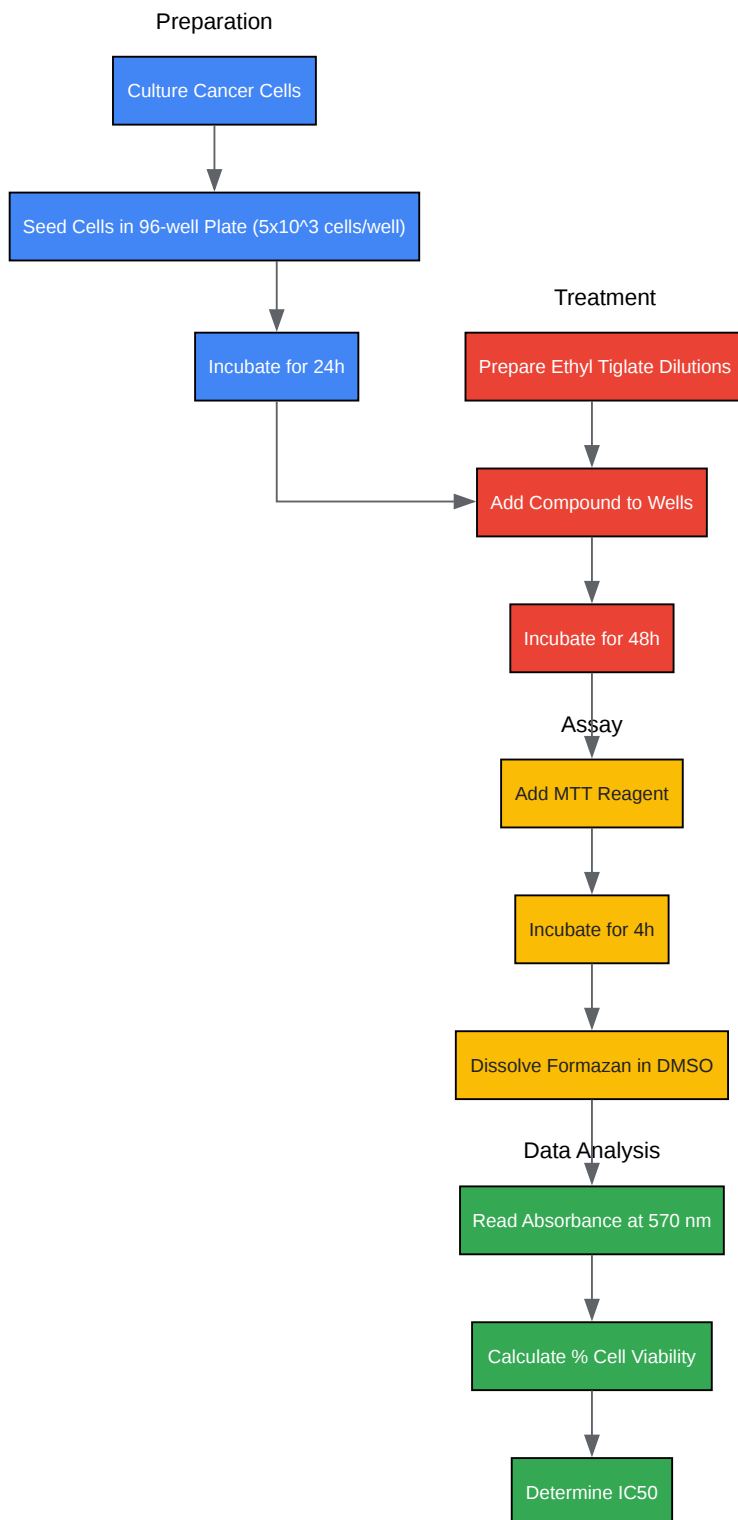 Preparation
Culture Cancer Cells
Seed Cells in 96-well Plate (5x10^3 cells/well)
Incubate for 24h
Treatment
Prepare Ethyl Tiglate Dilutions
Add Compound to Wells
Incubate for 48h
Assay
Add MTT Reagent
Incubate for 4h
Dissolve Formazan in DMSO
Data Analysis
Read Absorbance at 570 nm
Calculate % Cell Viability
Determine IC50